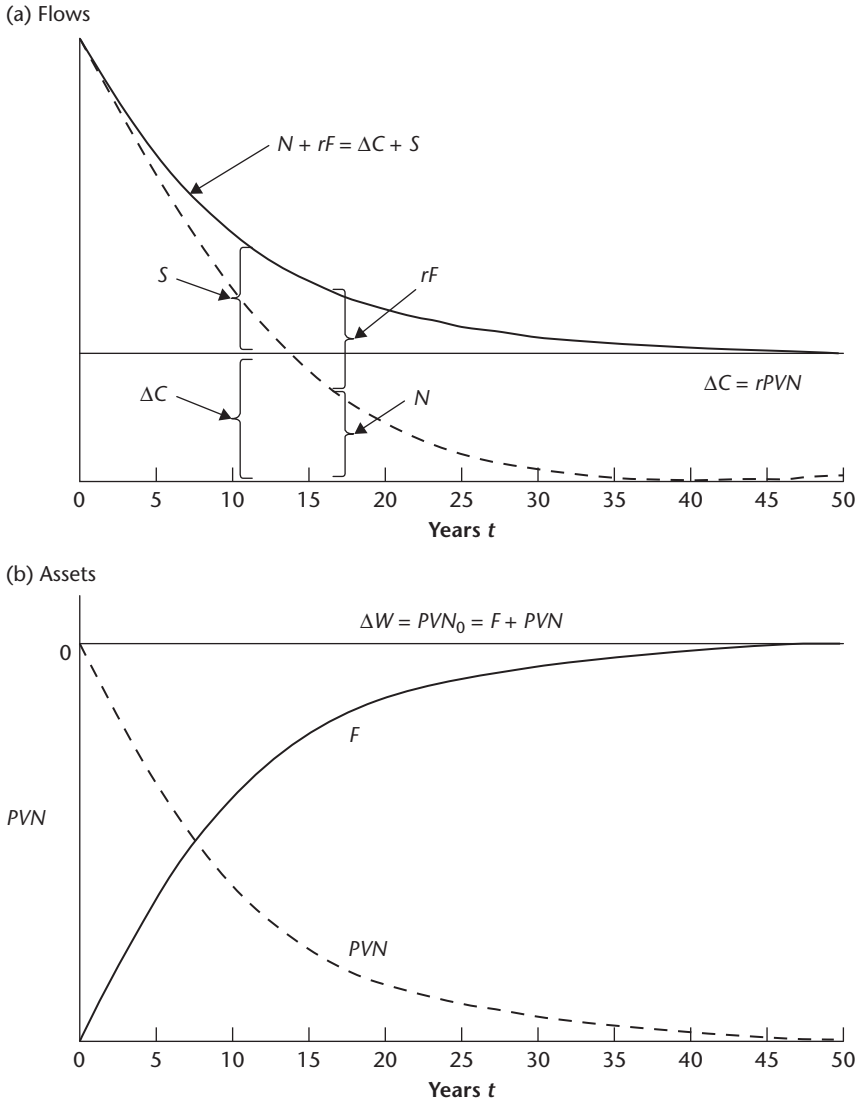 (a) Flows
N + rF = ΔC + S
S
rF
ΔC = rPVN
ΔC
N
0 5 10 15 20 25 30 35 40 45 50
Years t
(b) Assets
ΔW = PVN₀ = F + PVN
0
F
PVN
PVN
0 5 10 15 20 25 30 35 40 45 50
Years t